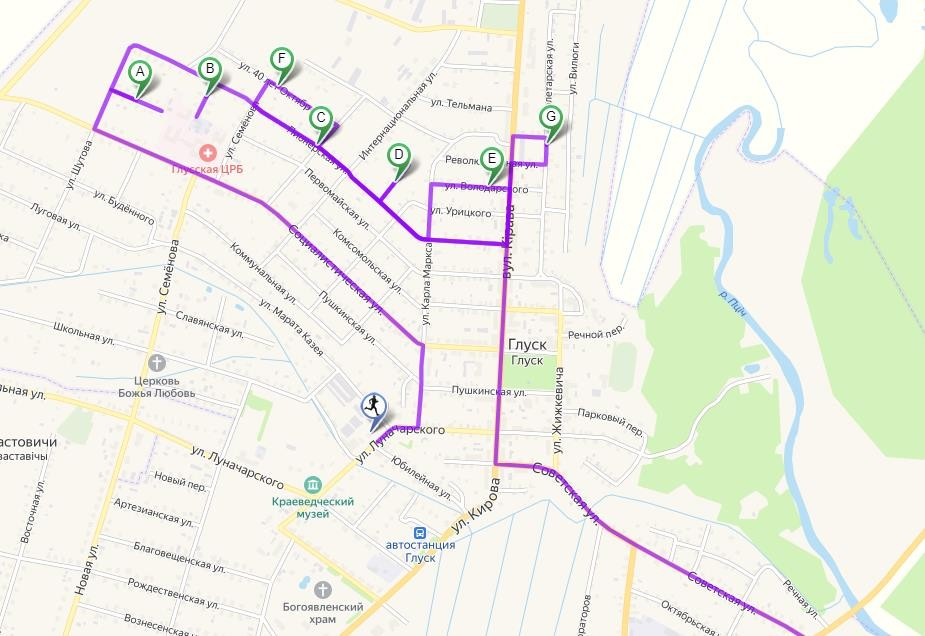 ул. Вилюги
F
B
A
ул. 40 лет Октября
Интернациональная ул.
ул. Тельмана
C
G
ул. Семёнова
Пионерская ул.
D
E
ул. Шутова
Глусская ЦРБ
ул. Володарского
Первомайская ул.
ул. Будённого
Луговая ул.
ул. Урицкого
Комсомольская ул.
Социалистическая ул.
вул. Кірава
Коммунальная ул.
ул. Семёнова
ул. Карла Маркса
р. Пціч
ул. Марата Казея
Пушкинская ул.
Славянская ул.
Школьная ул.
Речной пер.
Глуск
Глуск
Церковь
Божья Любовь
Пушкинская ул.
ул. Жижкевича
Парковый пер.
ул. Луначарского
ул. Луначарского
Юбилейная ул.
Советская ул.
Новый пер.
Краеведческий
музей
ул. Кирова
Восточная ул.
Артезианская ул.
автостанция
Глуск
Новая ул.
Благовещенская ул.
Рождественская ул.
Богоявленский
храм
Вознесенская ул.
Советская ул.
Речная ул.
Октябрьская ул.